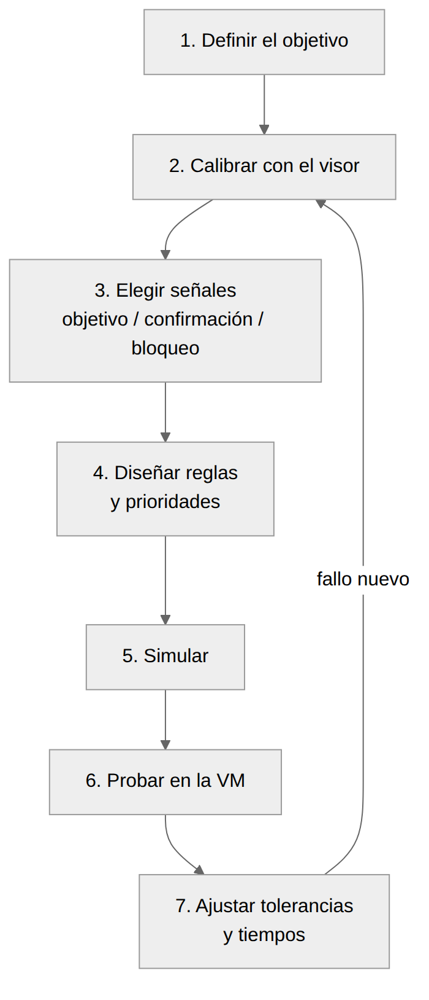 1. Definir el objetivo
2. Calibrar con el visor
3. Elegir señales
objetivo / confirmación /
bloqueo
4. Diseñar reglas
y prioridades
fallo nuevo
5. Simular
6. Probar en la VM
7. Ajustar tolerancias
y tiempos